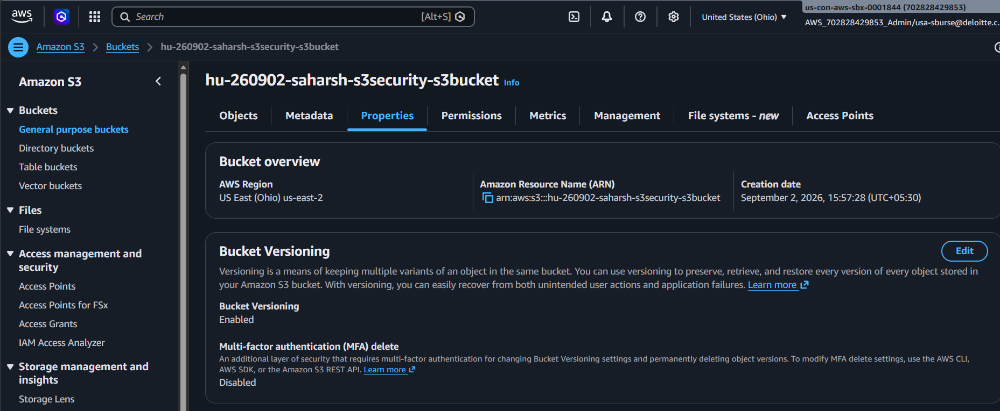 aws
Search
[Alt+S]
United States (Ohio)
us-con-aws-sbx-0001844 (702828429853)
AWS_702828429853_Admin/usa-sburse@deloitte.c...
Amazon S3
Buckets
hu-260902-saharsh-s3security-s3bucket
Amazon S3
Buckets
General purpose buckets
Directory buckets
Table buckets
Vector buckets
Files
File systems
Access management and
security
Access Points
Access Points for FSx
Access Grants
IAM Access Analyzer
Storage management and
insights
Storage Lens
hu-260902-saharsh-s3security-s3bucket Info
Objects
Metadata
Properties
Permissions
Metrics
Management
File systems - new
Access Points
Bucket overview
AWS Region
US East (Ohio) us-east-2
Amazon Resource Name (ARN)
arn:aws:s3:::hu-260902-saharsh-s3security-s3bucket
Creation date
September 2, 2026, 15:57:28 (UTC+05:30)
Bucket Versioning
Edit
Versioning is a means of keeping multiple variants of an object in the same bucket. You can use versioning to preserve, retrieve, and restore every version of every object stored in
your Amazon S3 bucket. With versioning, you can easily recover from both unintended user actions and application failures. Learn more
Bucket Versioning
Enabled
Multi-factor authentication (MFA) delete
An additional layer of security that requires multi-factor authentication for changing Bucket Versioning settings and permanently deleting object versions. To modify MFA delete settings, use the AWS CLI,
AWS SDK, or the Amazon S3 REST API. Learn more
Disabled